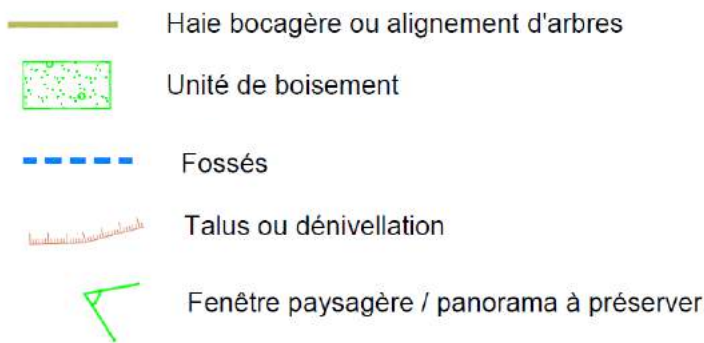 Haie bocagère ou alignement d'arbres
Unité de boisement
Fossés
Talus ou dénivellation
Fenêtre paysagère / panorama à préserver